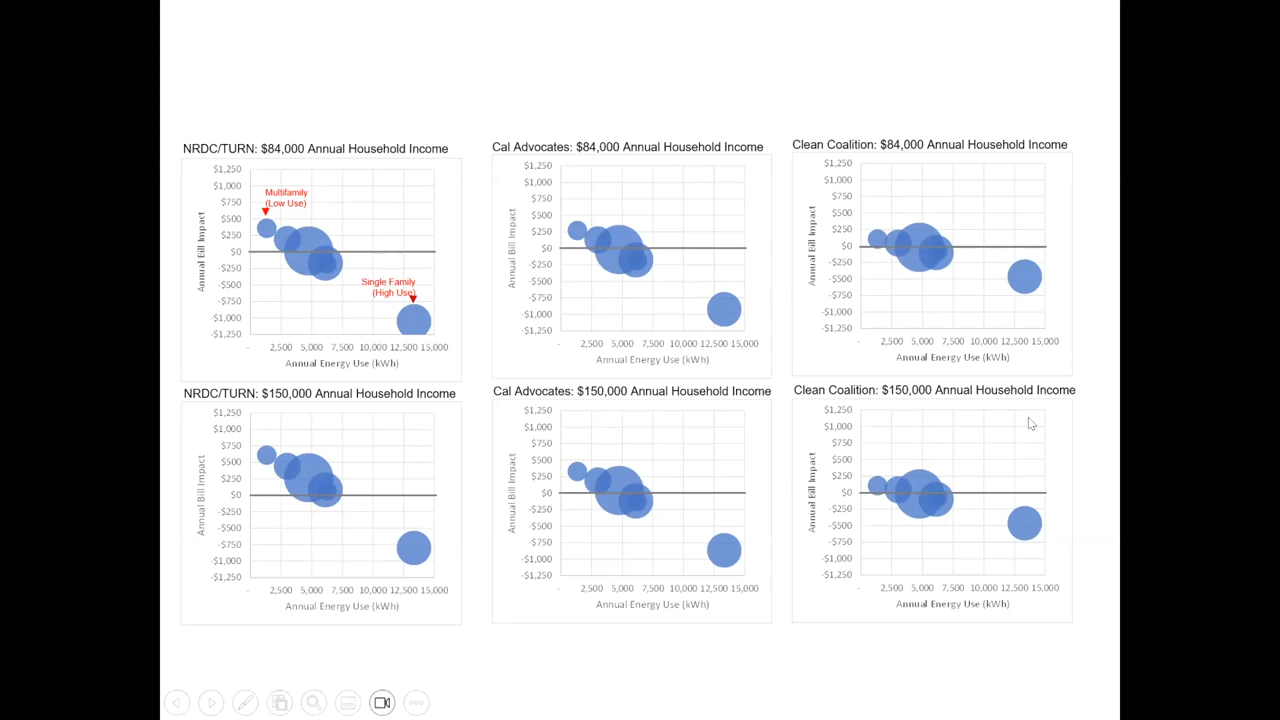 NRDC/TURN: $84,000 Annual Household Income
$1,250
$1,000
$750
$500
$250
$0
-$250
-$500
-$750
-$1,000
-$1,250
Annual Bill Impact
Multifamily
(Low Use)
Single Family
(High Use)
- 2,500 5,000 7,500 10,000 12,500 15,000
Annual Energy Use (kWh)
Cal Advocates: $84,000 Annual Household Income
$1,250
$1,000
$750
$500
$250
$0
-$250
-$500
-$750
-$1,000
-$1,250
Annual Bill Impact
- 2,500 5,000 7,500 10,000 12,500 15,000
Annual Energy Use (kWh)
Clean Coalition: $84,000 Annual Household Income
$1,250
$1,000
$750
$500
$250
$0
-$250
-$500
-$750
-$1,000
-$1,250
Annual Bill Impact
- 2,500 5,000 7,500 10,000 12,500 15,000
Annual Energy Use (kWh)
NRDC/TURN: $150,000 Annual Household Income
$1,250
$1,000
$750
$500
$250
$0
-$250
-$500
-$750
-$1,000
-$1,250
Annual Bill Impact
- 2,500 5,000 7,500 10,000 12,500 15,000
Annual Energy Use (kWh)
Cal Advocates: $150,000 Annual Household Income
$1,250
$1,000
$750
$500
$250
$0
-$250
-$500
-$750
-$1,000
-$1,250
Annual Bill Impact
- 2,500 5,000 7,500 10,000 12,500 15,000
Annual Energy Use (kWh)
Clean Coalition: $150,000 Annual Household Income
$1,250
$1,000
$750
$500
$250
$0
-$250
-$500
-$750
-$1,000
-$1,250
Annual Bill Impact
- 2,500 5,000 7,500 10,000 12,500 15,000
Annual Energy Use (kWh)